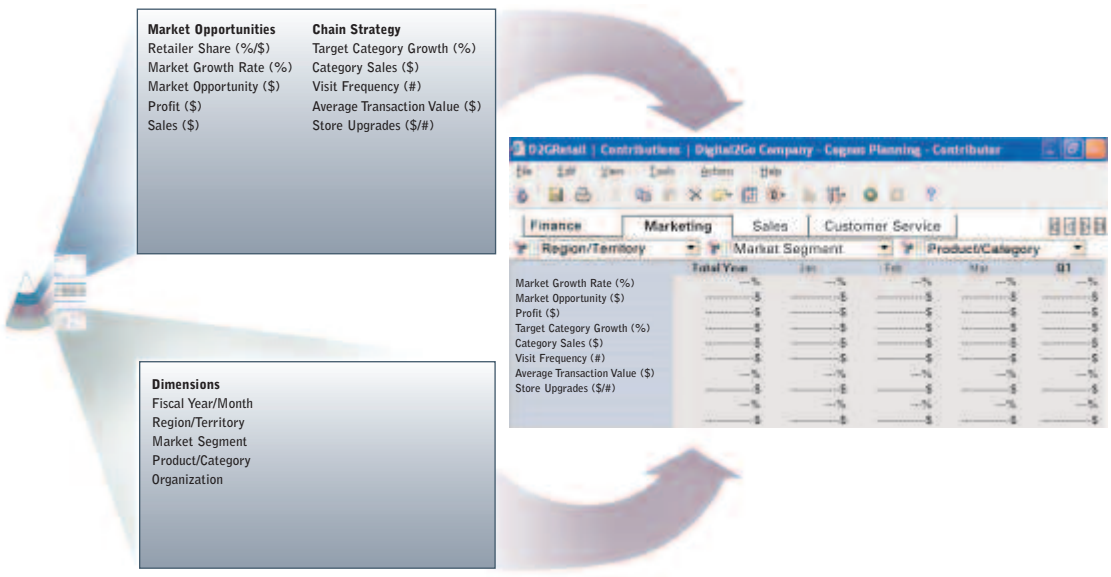 Market Opportunities
Retailer Share (%/$)
Market Growth Rate (%)
Market Opportunity ($)
Profit ($)
Sales ($)
Chain Strategy
Target Category Growth (%)
Category Sales ($)
Visit Frequency (#)
Average Transaction Value ($)
Store Upgrades ($/#)
Dimensions
Fiscal Year/Month
Region/Territory
Market Segment
Product/Category
Organization
D2GRetail | Contributions | Digital2Go Company - Cognos Planning - Contributor
File Edit View Tools Actions Help
Finance Marketing Sales Customer Service
Region/Territory Market Segment Product/Category
Total Year Jan Feb Mar Q1
Market Growth Rate (%) ---% ---% ---% ---% ---%
Market Opportunity ($) ----------$ ----------$ ----------$ ----------$ ----------$
Profit ($) ----------$ ----------$ ----------$ ----------$ ----------$
Target Category Growth (%) ----------$ ----------$ ----------$ ----------$ ----------$
Category Sales ($) ----------$ ----------$ ----------$ ----------$ ----------$
Visit Frequency (#) ----------$ ----------$ ----------$ ----------$ ----------$
Average Transaction Value ($) ---% ---% ---% ---% ---%
Store Upgrades ($/#) ----------$ ----------$ ----------$ ----------$ ----------$
---% ---% ---% ---% ---%
----------$ ----------$ ----------$ ----------$ ----------$